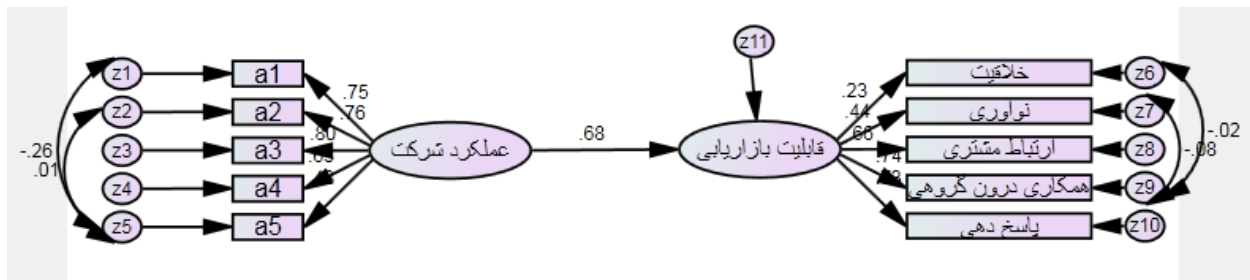 z11
z1
a1
.75
.23
خلاقیت
z6
z2
a2
.76
.44
نواوری
z7
-.02
-.26
z3
a3
.80
عملکرد شرکت
.68
قابلیت بازاریابی
.66
ارتباط مشتری
z8
-.08
.01
z4
a4
.74
همکاری درون گروهی
z9
z5
a5
پاسخ دهی
z10